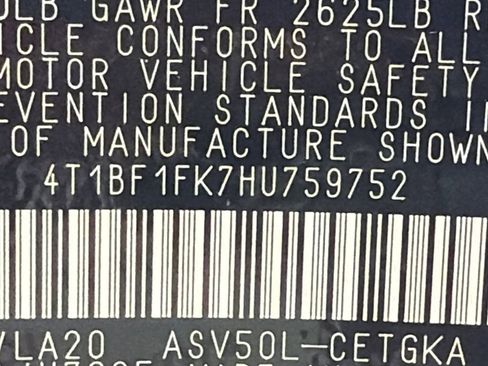 LB GAWR FR 2625LB R
ICLE CONFORMS TO ALL
MOTOR VEHICLE SAFETY
EVENTION STANDARDS I
OF MANUFACTURE SHOWN
4T1BF1FK7HU759752
VLA20 ASV50L-CETGKA